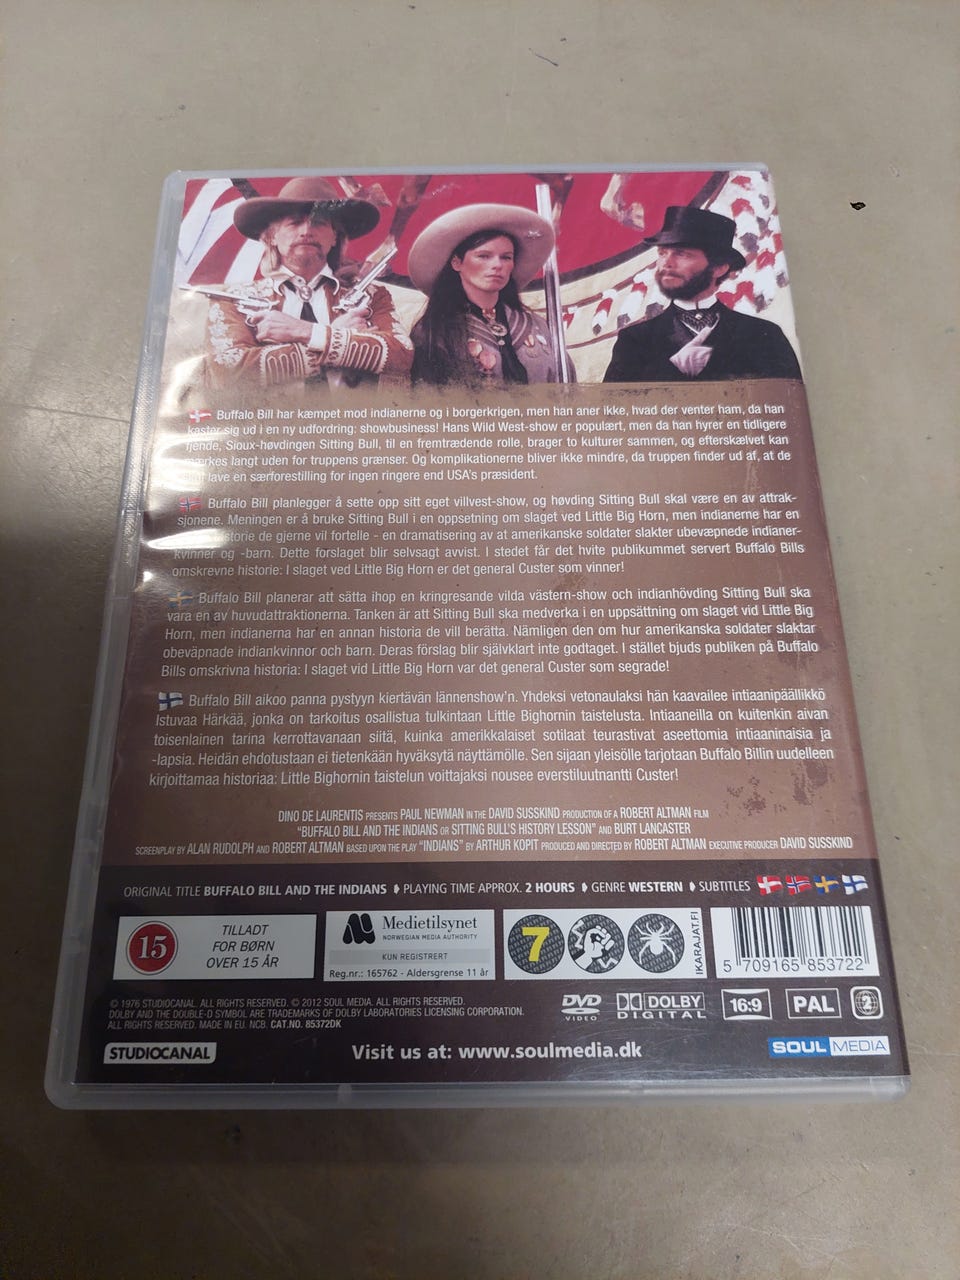 Buffalo Bill har kæmpet mod indianerne og i borgerkrigen, men han aner ikke, hvad der venter ham, da han
kaster sig ud i en ny udfordring: showbusiness! Hans Wild West-show er populært, men da han hyrer en tidligere
fjende, Sioux-høvdingen Sitting Bull, til en fremtrædende rolle, brager to kulturer sammen, og efterskælvet kan
mærkes langt uden for truppens grænser. Og komplikationerne bliver ikke mindre, da truppen finder ud af, at de
lave en særforestilling for ingen ringere end USA's præsident.
Buffalo Bill planlegger å sette opp sitt eget villvest-show, og høvding Sitting Bull skal være en av attrak-
sjonene. Meningen er å bruke Sitting Bull i en oppsetning om slaget ved Little Big Horn, men indianerne har en
historie de gjerne vil fortelle - en dramatisering av at amerikanske soldater slakter ubevæpnede indianer-
kvinner og -barn. Dette forslaget blir selvsagt avvist. I stedet får det hvite publikummet servert Buffalo Bills
omskrevne historie: I slaget ved Little Big Horn er det general Custer som vinner!
Buffalo Bill planerar att sätta ihop en kringresande vilda västern-show och indianhövding Sitting Bull ska
vara en av huvudattraktionerna. Tanken är att Sitting Bull ska medverka i en uppsättning om slaget vid Little Big
Horn, men indianerna har en annan historia de vill berätta. Nämligen den om hur amerikanska soldater slaktar
obeväpnade indiankvinnor och barn. Deras förslag blir självklart inte godtaget. I stället bjuds publiken på Buffalo
Bills omskrivna historia: I slaget vid Little Big Horn var det general Custer som segrade!
Buffalo Bill aikoo panna pystyyn kiertävän lännenshow'n. Yhdeksi vetonaulaksi hän kaavailee intiaanipäällikkö
Istuvaa Härkää, jonka on tarkoitus osallistua tulkintaan Little Bighornin taistelusta. Intiaaneilla on kuitenkin aivan
toisenlainen tarina kerrottavanaan siitä, kuinka amerikkalaiset sotilaat teurastivat aseettomia intiaaninaisia ja
-lapsia. Heidän ehdotustaan ei tietenkään hyväksytä näyttämölle. Sen sijaan yleisölle tarjotaan Buffalo Billin uudelleen
kirjoittamaa historiaa: Little Bighornin taistelun voittajaksi nousee everstiluutnantti Custer!
DINO DE LAURENTIS PRESENTS PAUL NEWMAN IN THE DAVID SUSSKIND PRODUCTION OF A ROBERT ALTMAN FILM
"BUFFALO BILL AND THE INDIANS OR SITTING BULL'S HISTORY LESSON" AND BURT LANCASTER
SCREENPLAY BY ALAN RUDOLPH AND ROBERT ALTMAN BASED UPON THE PLAY "INDIANS" BY ARTHUR KOPIT PRODUCED AND DIRECTED BY ROBERT ALTMAN EXECUTIVE PRODUCER DAVID SUSSKIND
ORIGINAL TITLE BUFFALO BILL AND THE INDIANS PLAYING TIME APPROX. 2 HOURS GENRE WESTERN SUBTITLES
15
TILLADT
FOR BØRN
OVER 15 ÅR
Medietilsynet
NORWEGIAN MEDIA AUTHORITY
KUN REGISTRERT
Reg.nr.: 165762 - Aldersgrense 11 år
7
IKARAJAT.FI
5 709165 853722
© 1976 STUDIOCANAL. ALL RIGHTS RESERVED. © 2012 SOUL MEDIA. ALL RIGHTS RESERVED.
DOLBY AND THE DOUBLE-D SYMBOL ARE TRADEMARKS OF DOLBY LABORATORIES LICENSING CORPORATION.
ALL RIGHTS RESERVED. MADE IN EU. NCB. CAT.NO. 85372DK
DVD
VIDEO
DOLBY
DIGITAL
16:9
PAL
2
STUDIOCANAL
Visit us at: www.soulmedia.dk
SOUL MEDIA